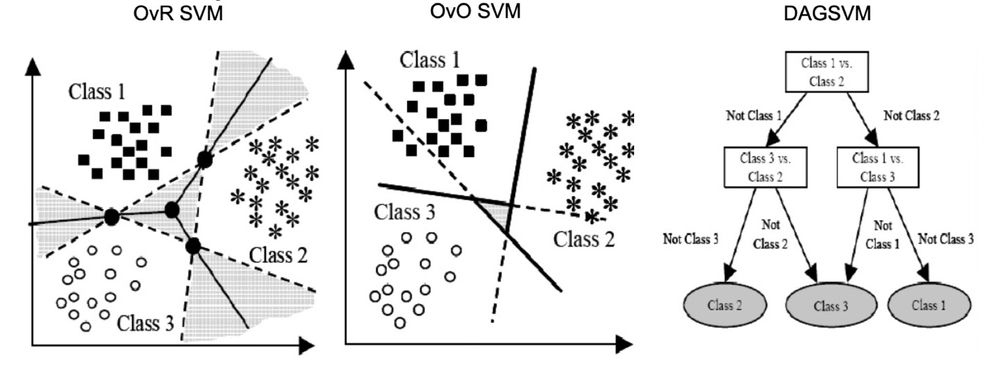 OvR SVM
OvO SVM
DAGSVM
Class 1
Class 2
Class 3
Class 1
Class 3
Class 2
Class 1 vs.
Class 2
Not Class 1
Not Class 2
Class 3 vs.
Class 2
Class 1 vs.
Class 3
Not Class 3
Not
Class 2
Not
Class 1
Not Class 3
Class 2
Class 3
Class 1